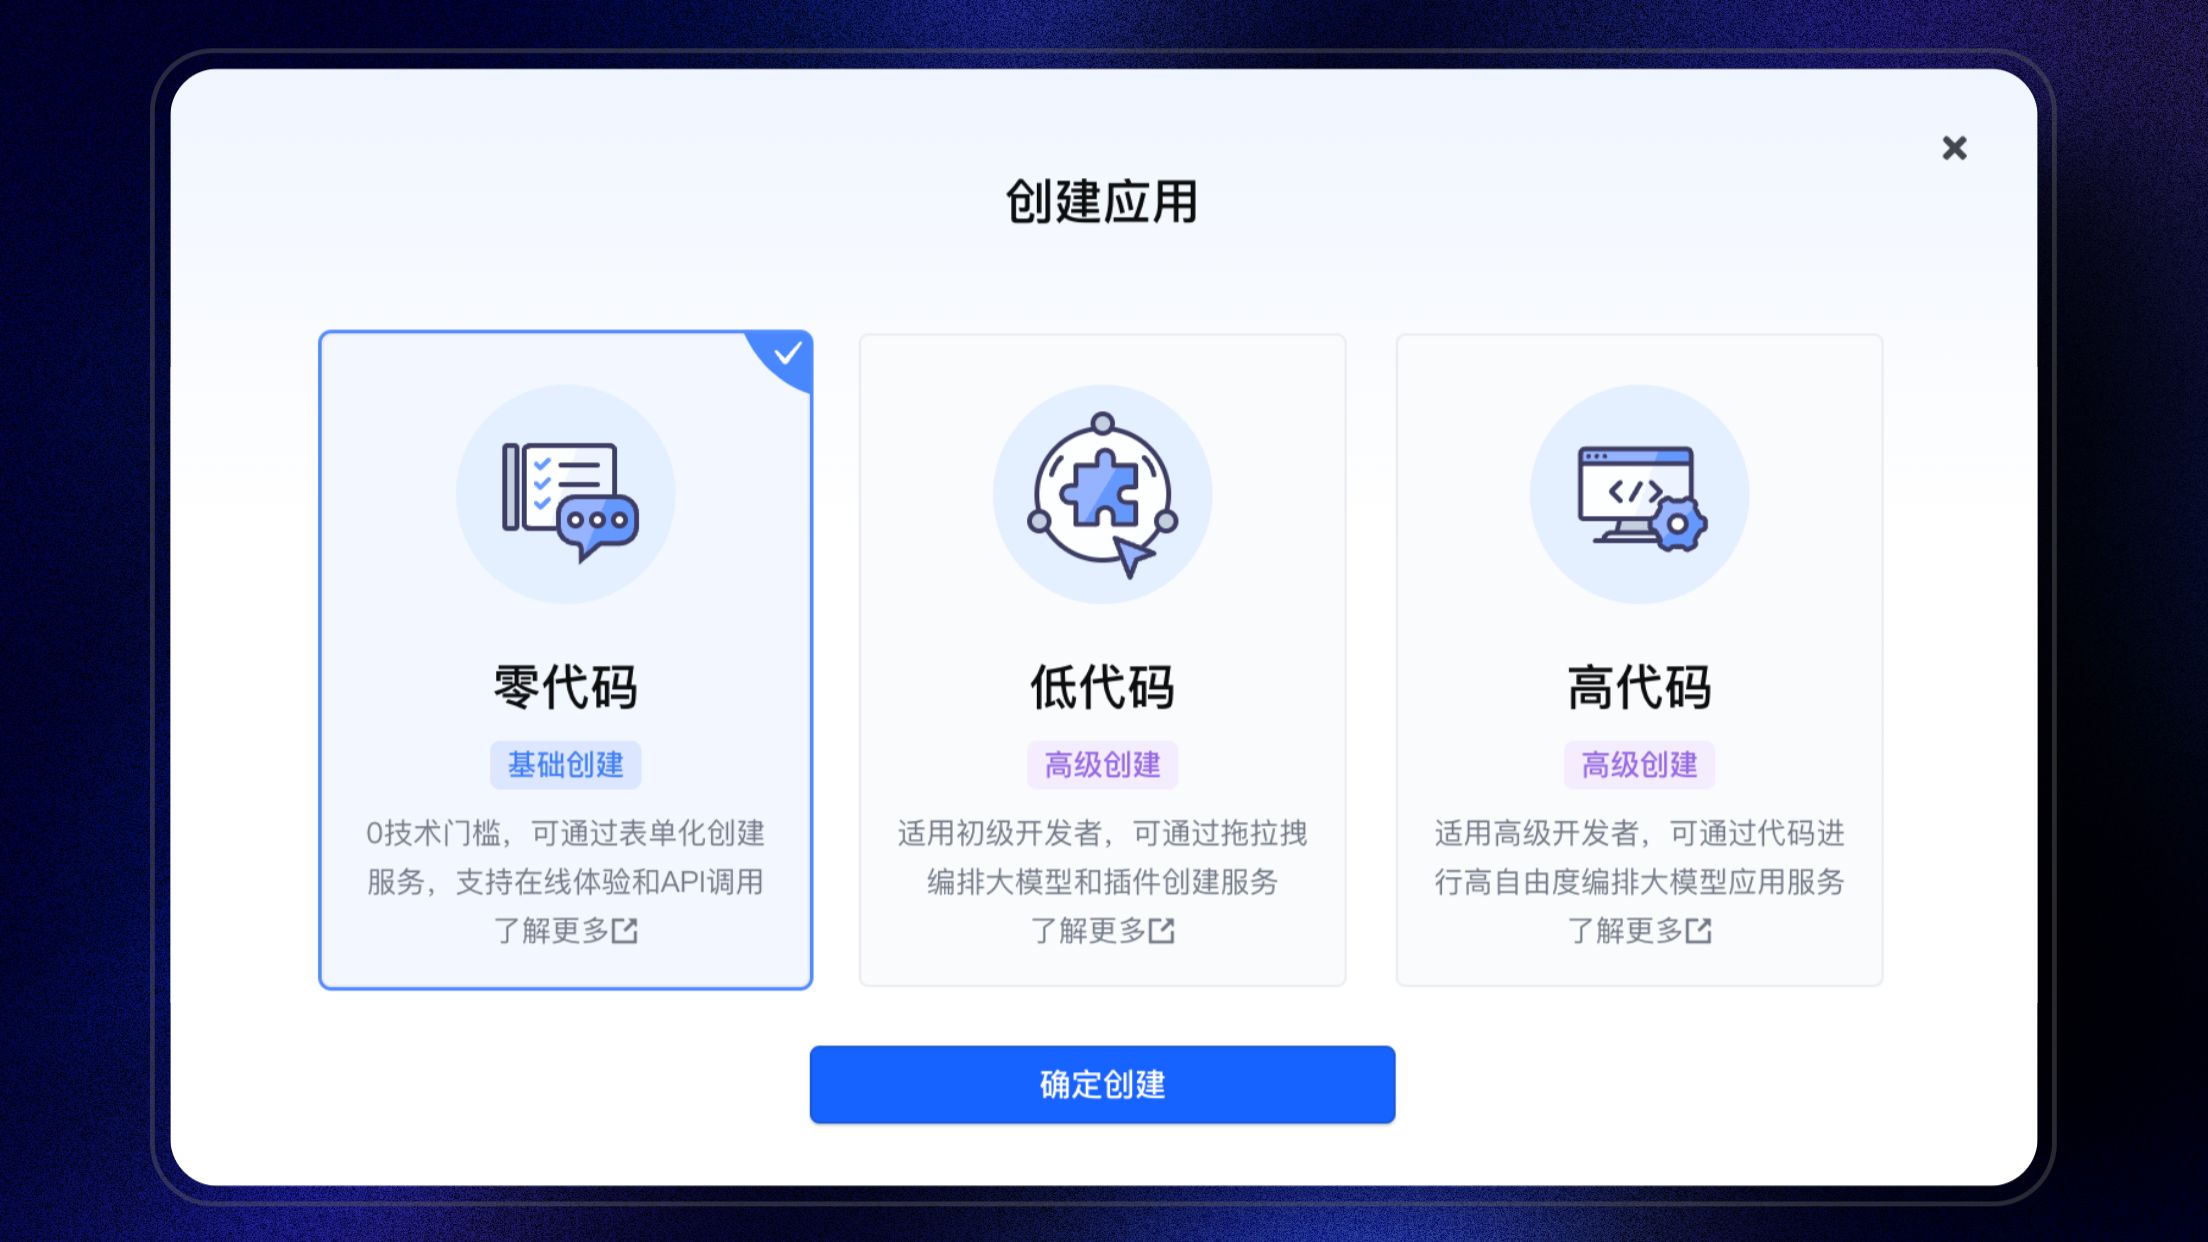 创建应用
零代码
基础创建
0技术门槛，可通过表单化创建
服务，支持在线体验和API调用
了解更多
低代码
高级创建
适用初级开发者，可通过拖拉拽
编排大模型和插件创建服务
了解更多
高代码
高级创建
适用高级开发者，可通过代码进
行高自由度编排大模型应用服务
了解更多
确定创建